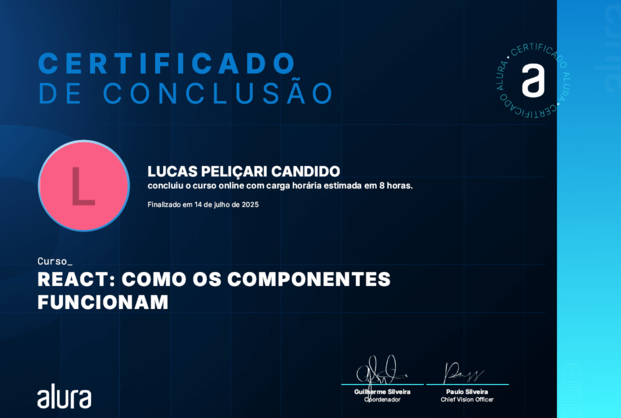 CERTIFICADO
DE CONCLUSÃO
ALURA • CERTIFICADO ALURA • CERTIFICADO
a
L
LUCAS PELIÇARI CANDIDO
concluiu o curso online com carga horária estimada em 8 horas.
Finalizado em 14 de julho de 2025
Curso_
REACT: COMO OS COMPONENTES
FUNCIONAM
Guilherme Silveira
Coordenador
Paulo Silveira
Chief Vision Officer
alura